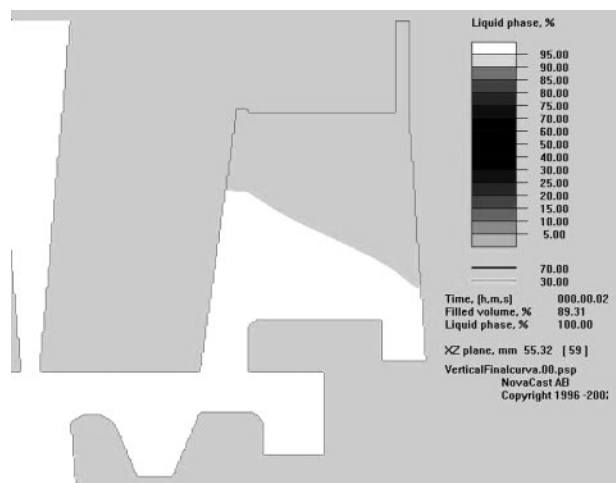 Liquid phase, %
95.00
90.00
85.00
80.00
75.00
70.00
60.00
50.00
40.00
30.00
25.00
20.00
15.00
10.00
5.00
70.00
30.00
Time, (h,m,s) 000.00.02
Filled volume, % 89.31
Liquid phase, % 100.00
XZ plane, mm 55.32 [ 59 ]
VerticalFinalcurva.00.psp
NovaCast AB
Copyright 1996 -200